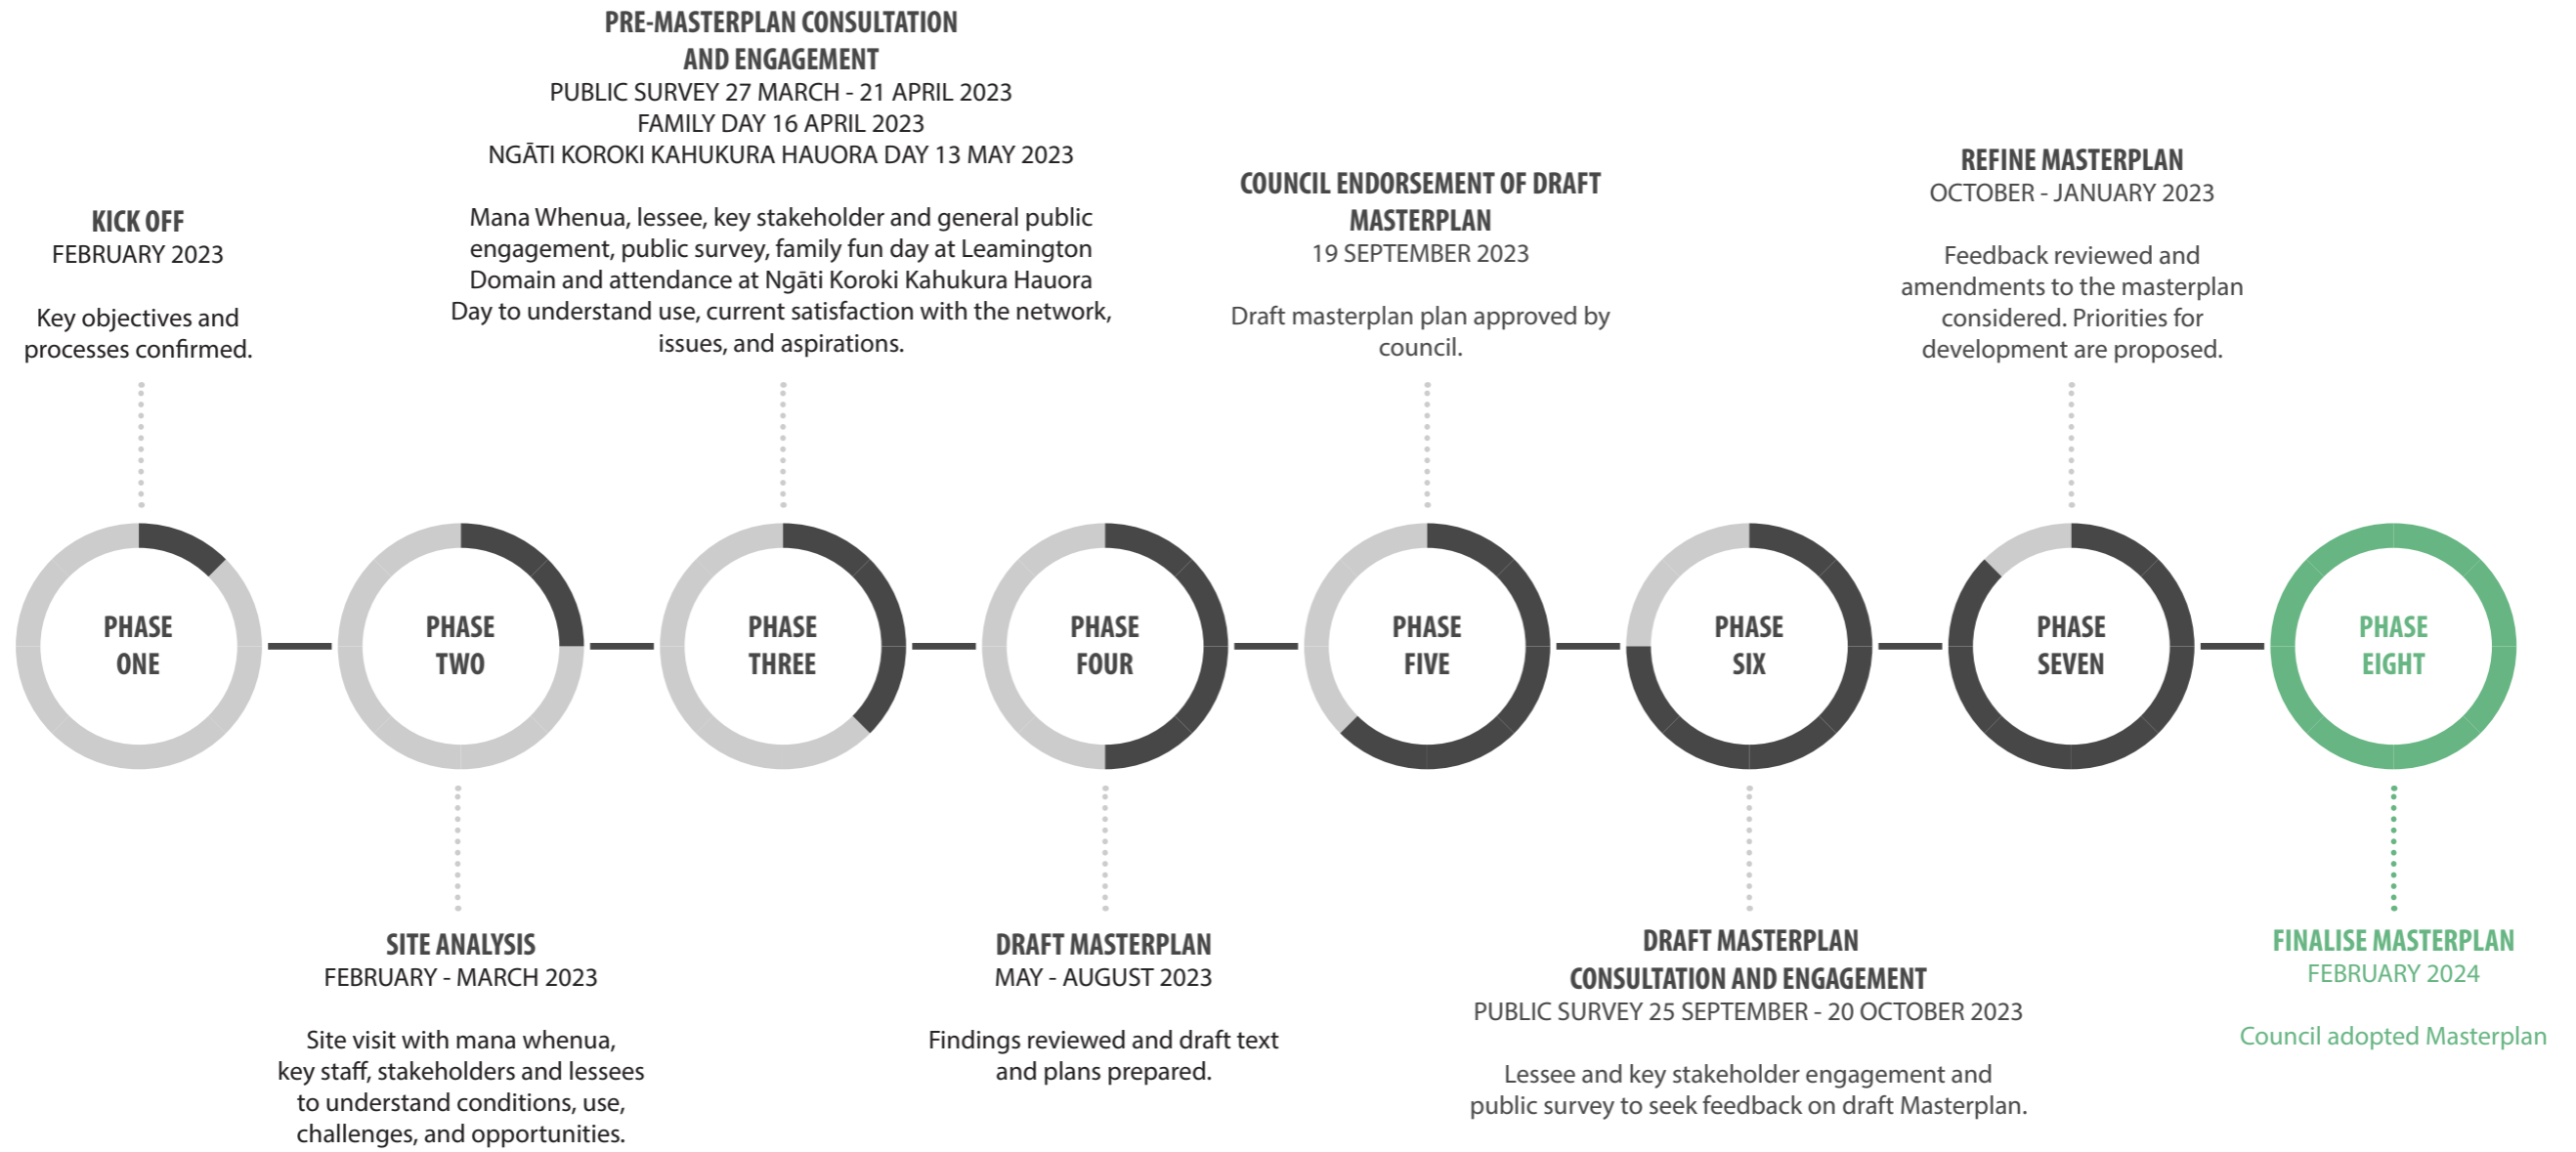 KICK OFF
FEBRUARY 2023
Key objectives and
processes confirmed.
PHASE
ONE
PHASE
TWO
SITE ANALYSIS
FEBRUARY - MARCH 2023
Site visit with mana whenua,
key staff, stakeholders and lessees
to understand conditions, use,
challenges, and opportunities.
PRE-MASTERPLAN CONSULTATION
AND ENGAGEMENT
PUBLIC SURVEY 27 MARCH - 21 APRIL 2023
FAMILY DAY 16 APRIL 2023
NGĀTI KOROKI KAHUKURA HAUORA DAY 13 MAY 2023
Mana Whenua, lessee, key stakeholder and general public
engagement, public survey, family fun day at Leamington
Domain and attendance at Ngāti Koroki Kahukura Hauora
Day to understand use, current satisfaction with the network,
issues, and aspirations.
PHASE
THREE
PHASE
FOUR
DRAFT MASTERPLAN
MAY - AUGUST 2023
Findings reviewed and draft text
and plans prepared.
COUNCIL ENDORSEMENT OF DRAFT
MASTERPLAN
19 SEPTEMBER 2023
Draft masterplan plan approved by
council.
PHASE
FIVE
PHASE
SIX
DRAFT MASTERPLAN
CONSULTATION AND ENGAGEMENT
PUBLIC SURVEY 25 SEPTEMBER - 20 OCTOBER 2023
Lessee and key stakeholder engagement and
public survey to seek feedback on draft Masterplan.
REFINE MASTERPLAN
OCTOBER - JANUARY 2023
Feedback reviewed and
amendments to the masterplan
considered. Priorities for
development are proposed.
PHASE
SEVEN
PHASE
EIGHT
FINALISE MASTERPLAN
FEBRUARY 2024
Council adopted Masterplan